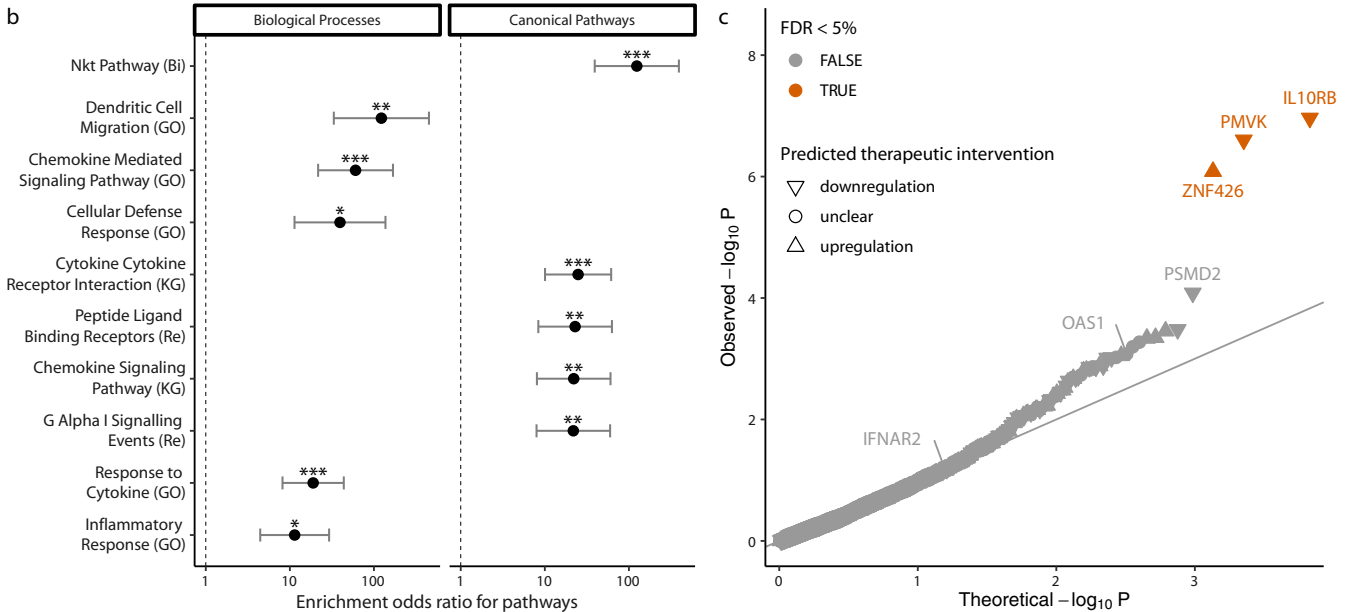 b
Biological Processes
Canonical Pathways
Nkt Pathway (Bi)
Dendritic Cell
Migration (GO)
Chemokine Mediated
Signaling Pathway (GO)
Cellular Defense
Response (GO)
Cytokine Cytokine
Receptor Interaction (KG)
Peptide Ligand
Binding Receptors (Re)
Chemokine Signaling
Pathway (KG)
G Alpha I Signalling
Events (Re)
Response to
Cytokine (GO)
Inflammatory
Response (GO)
***
**
***
*
***
**
**
**
***
*
1 10 100
1 10 100
Enrichment odds ratio for pathways
c
FDR < 5%
FALSE
TRUE
Predicted therapeutic intervention
downregulation
unclear
upregulation
IL10RB
PMVK
ZNF426
PSMD2
OAS1
IFNAR2
Observed −log10 P
8
6
4
2
0
0 1 2 3
Theoretical −log10 P